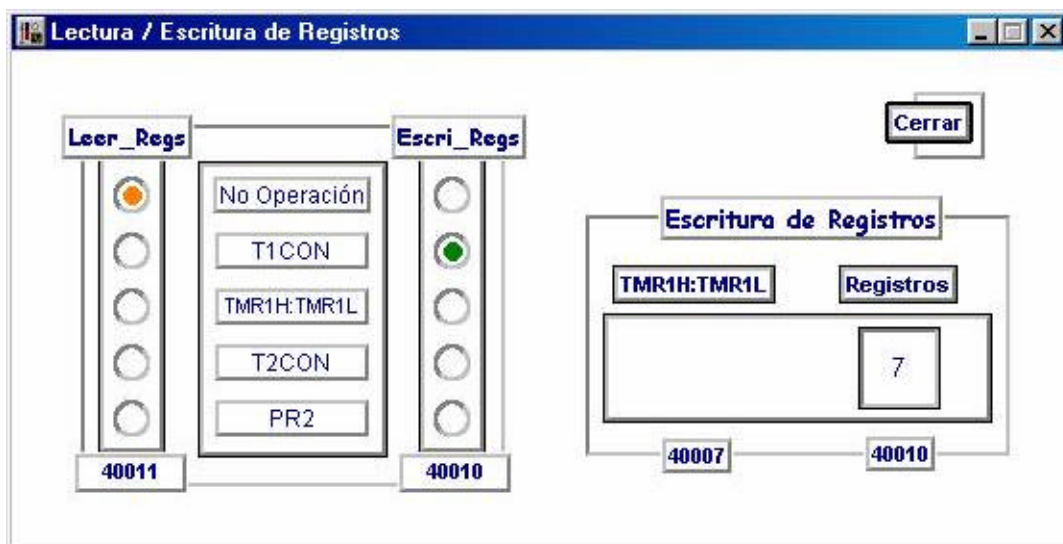 Lectura / Escritura de Registros
Cerrar
Leer_Regs
Escri_Regs
No Operación
T1CON
TMR1H:TMR1L
T2CON
PR2
40011
40010
Escritura de Registros
TMR1H:TMR1L
Registros
7
40007
40010